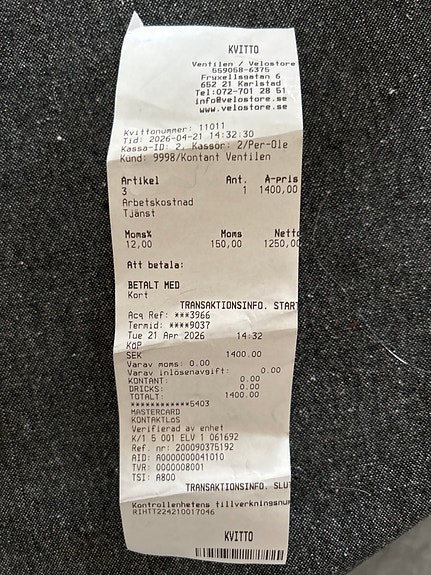 KVITTO
Ventilen / Velostore
559068-6375
Fruxellsgatan 6
652 21 Karlstad
Tel:072-701 28 51
info@velostore.se
www.velostore.se
Kvittonummer: 11011
Tid: 2026-04-21 14:32:30
Kassa-ID: 2, Kassör: 2/Per-Ole
Kund: 9998/Kontant Ventilen
Artikel Ant. A-pris
3 1 1400,00
Arbetskostnad
Tjänst
Moms% Moms Netto
12,00 150,00 1250,00
Att betala:
BETALT MED
Kort
TRANSAKTIONSINFO. START
Acq Ref: ***3966
Termid: ****9037
Tue 21 Apr 2026 14:32
KÖP
SEK 1400.00
Varav moms: 0.00
Varav inlösenavgift: 0.00
KONTANT: 0.00
DRICKS: 0.00
TOTALT: 1400.00
************5403
MASTERCARD
KONTAKTLÖS
Verifierad av enhet
K/1 5 001 ELV 1 061692
Ref. nr: 200090375192
AID: A0000000041010
TVR: 0000008001
TSI: A800
TRANSAKTIONSINFO. SLU
Kontrollenhetens tillverkningsnu
RIHTT224210017046
KVITTO